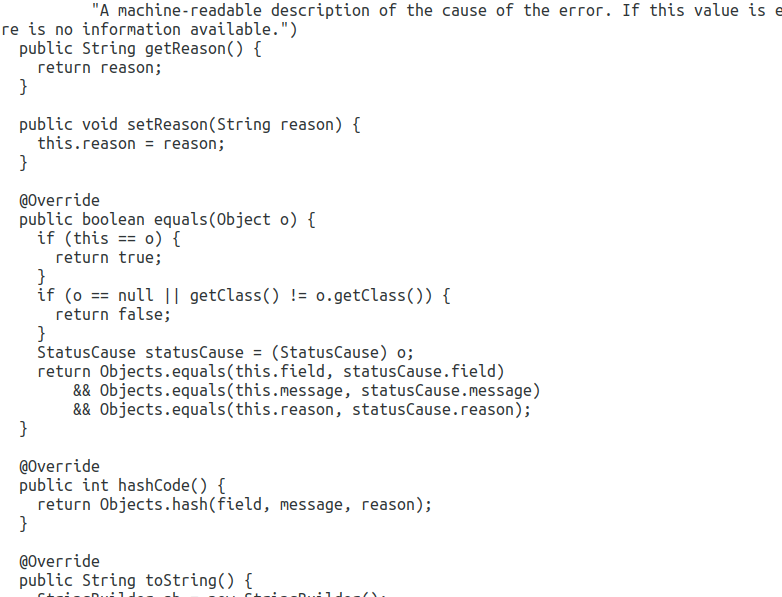 "A machine-readable description of the cause of the error. If this value is
re is no information available.")
public String getReason() {
return reason;
}
public void setReason(String reason) {
this.reason = reason;
}
@Override
public boolean equals(Object o) {
if (this == o) {
return true;
}
if (o == null || getClass() != o.getClass()) {
return false;
}
StatusCause statusCause = (StatusCause) o;
return Objects.equals(this.field, statusCause.field)
&& Objects.equals(this.message, statusCause.message)
&& Objects.equals(this.reason, statusCause.reason);
}
@Override
public int hashCode() {
return Objects.hash(field, message, reason);
}
@Override
public String toString() {
StringBuilder sb = new StringBuilder();